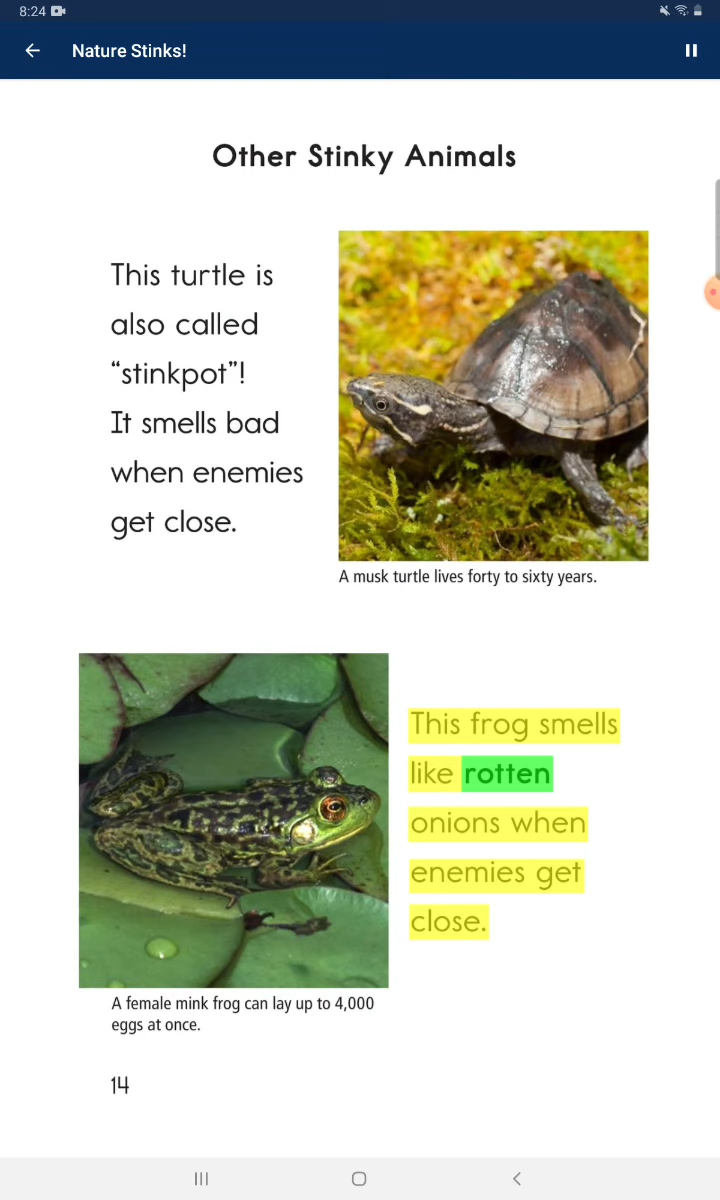 8:24
Nature Stinks!
Other Stinky Animals
This turtle is
also called
“stinkpot”!
It smells bad
when enemies
get close.
A musk turtle lives forty to sixty years.
This frog smells
like rotten
onions when
enemies get
close.
A female mink frog can lay up to 4,000
eggs at once.
14